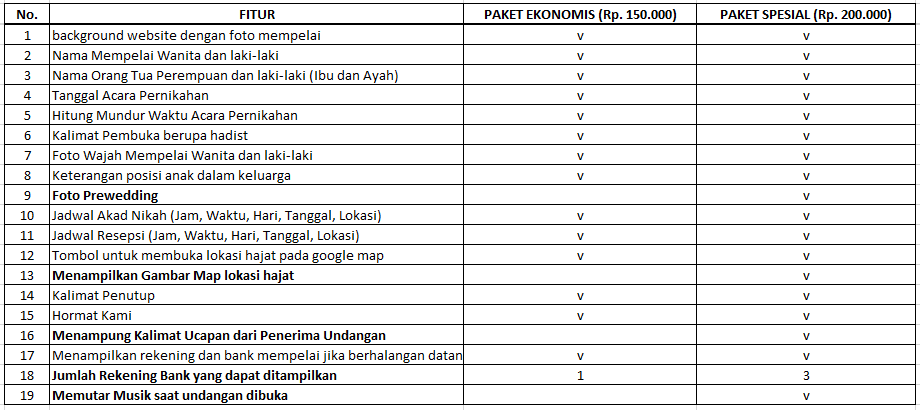 No. FITUR PAKET EKONOMIS (Rp. 150.000) PAKET SPESIAL (Rp. 200.000)
1 background website dengan foto mempelai v v
2 Nama Mempelai Wanita dan laki-laki v v
3 Nama Orang Tua Perempuan dan laki-laki (Ibu dan Ayah) v v
4 Tanggal Acara Pernikahan v v
5 Hitung Mundur Waktu Acara Pernikahan v v
6 Kalimat Pembuka berupa hadist v v
7 Foto Wajah Mempelai Wanita dan laki-laki v v
8 Keterangan posisi anak dalam keluarga v v
9 Foto Prewedding v
10 Jadwal Akad Nikah (Jam, Waktu, Hari, Tanggal, Lokasi) v v
11 Jadwal Resepsi (Jam, Waktu, Hari, Tanggal, Lokasi) v v
12 Tombol untuk membuka lokasi hajat pada google map v v
13 Menampilkan Gambar Map lokasi hajat v
14 Kalimat Penutup v v
15 Hormat Kami v v
16 Menampung Kalimat Ucapan dari Penerima Undangan v
17 Menampilkan rekening dan bank mempelai jika berhalangan datan v v
18 Jumlah Rekening Bank yang dapat ditampilkan 1 3
19 Memutar Musik saat undangan dibuka v